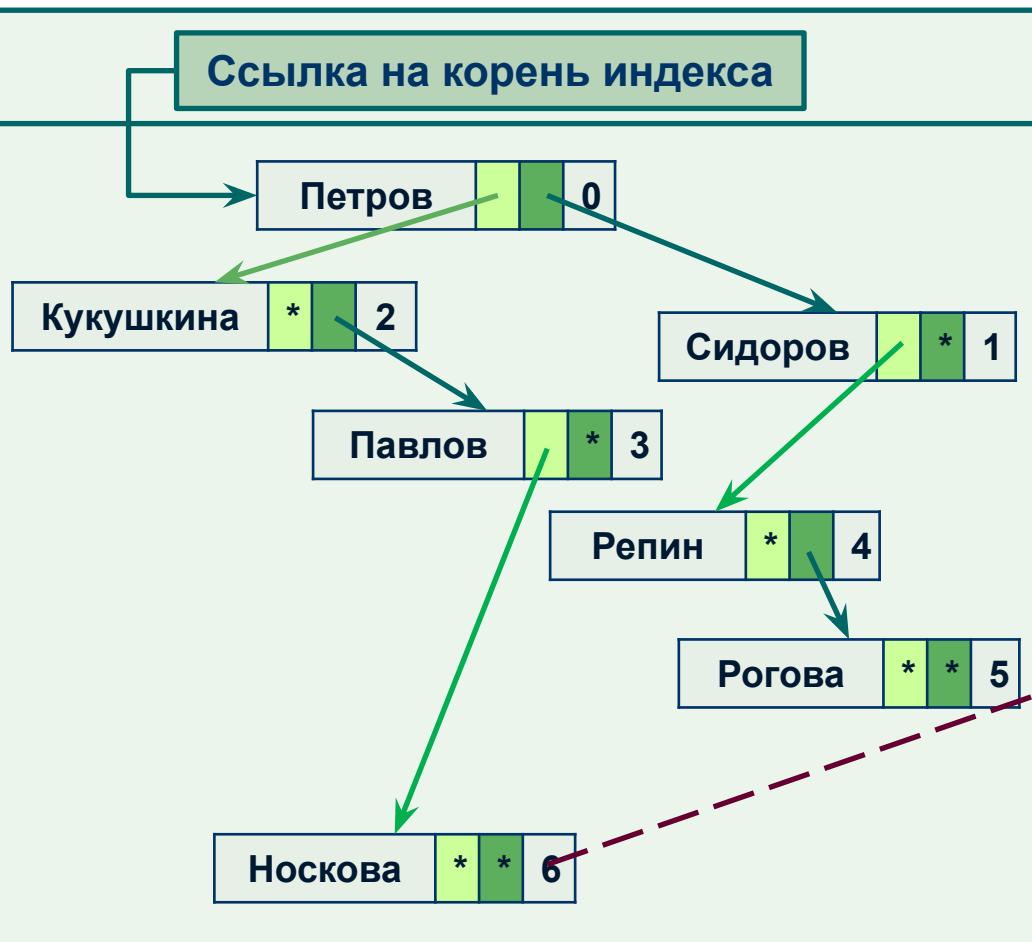 Ссылка на корень индекса
Петров 0
Кукушкина * 2
Сидоров * 1
Павлов * 3
Репин * 4
Рогова * * 5
Носкова * * 6